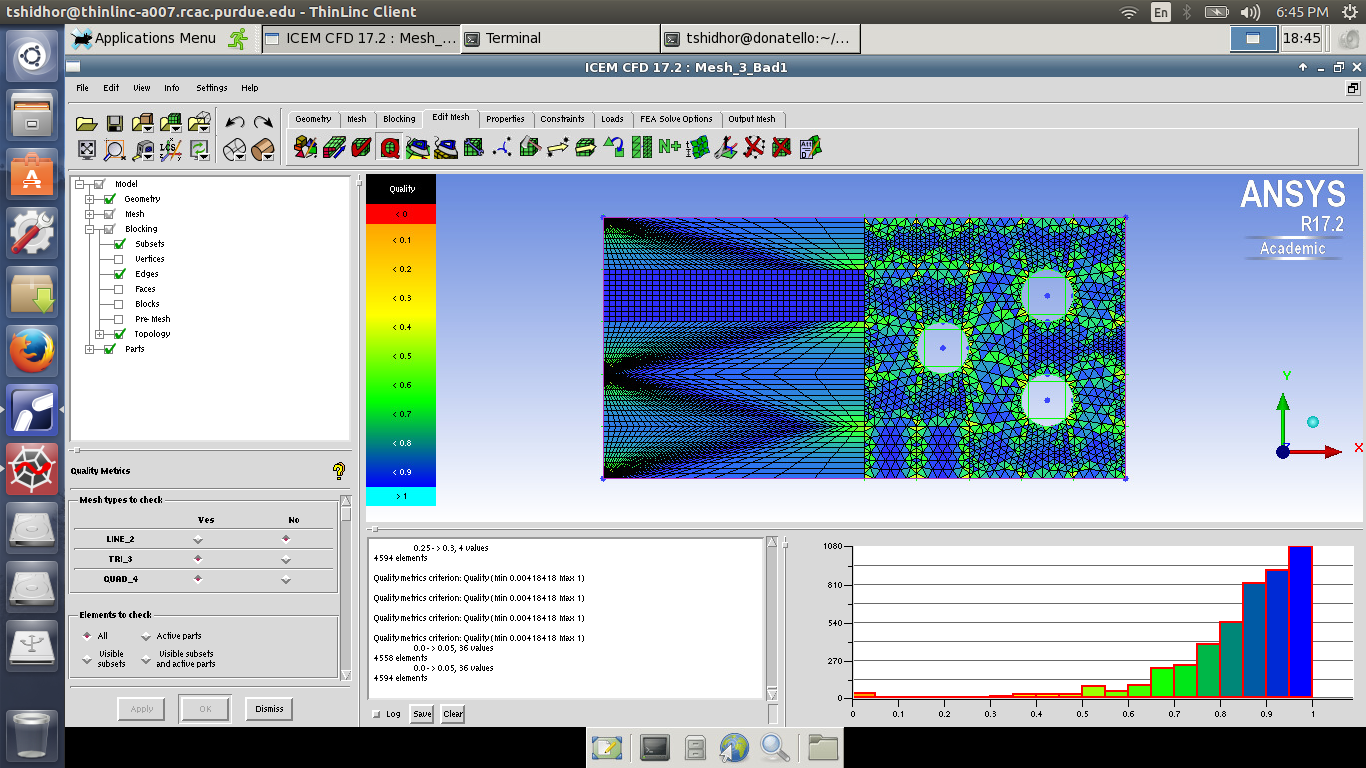 tshidhor@thinlinc-a007.rcac.purdue.edu - ThinLinc Client
En
6:45 PM
Applications Menu
ICEM CFD 17.2 : Mesh_...
Terminal
tshidhor@donatello:~/...
18:45
ICEM CFD 17.2 : Mesh_3_Bad1
File Edit View Info Settings Help
Geometry Mesh Blocking Edit Mesh Properties Constraints Loads FEA Solve Options Output Mesh
Model
Geometry
Mesh
Blocking
Subsets
Vertices
Edges
Faces
Blocks
Pre-Mesh
Topology
Parts
Quality
< 0
< 0.1
< 0.2
< 0.3
< 0.4
< 0.5
< 0.6
< 0.7
< 0.8
< 0.9
> 1
ANSYS
R17.2
Academic
Y
X
Quality Metrics
Mesh types to check
Yes No
LINE_2
TRI_3
QUAD_4
Elements to check
All Active parts
Visible subsets Visible subsets and active parts
Apply OK Dismiss
0.25 -> 0.3, 4 values
4594 elements
Quality metrics criterion: Quality (Min 0.00418418 Max 1)
Quality metrics criterion: Quality (Min 0.00418418 Max 1)
Quality metrics criterion: Quality (Min 0.00418418 Max 1)
Quality metrics criterion: Quality (Min 0.00418418 Max 1)
0.0 -> 0.05, 36 values
4558 elements
0.0 -> 0.05, 36 values
4594 elements
Log Save Clear
1080
810
540
270
0
0 0.1 0.2 0.3 0.4 0.5 0.6 0.7 0.8 0.9 1